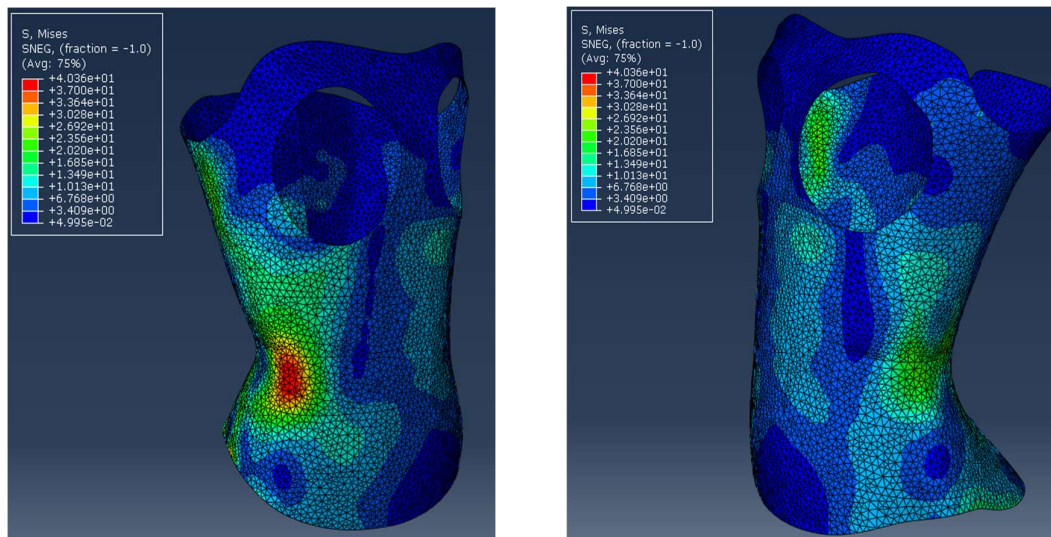 S, Mises
SNEG, (fraction = -1.0)
(Avg: 75%)
+4.036e+01
+3.700e+01
+3.364e+01
+3.028e+01
+2.692e+01
+2.356e+01
+2.020e+01
+1.685e+01
+1.349e+01
+1.013e+01
+6.768e+00
+3.409e+00
+4.995e-02
S, Mises
SNEG, (fraction = -1.0)
(Avg: 75%)
+4.036e+01
+3.700e+01
+3.364e+01
+3.028e+01
+2.692e+01
+2.356e+01
+2.020e+01
+1.685e+01
+1.349e+01
+1.013e+01
+6.768e+00
+3.409e+00
+4.995e-02